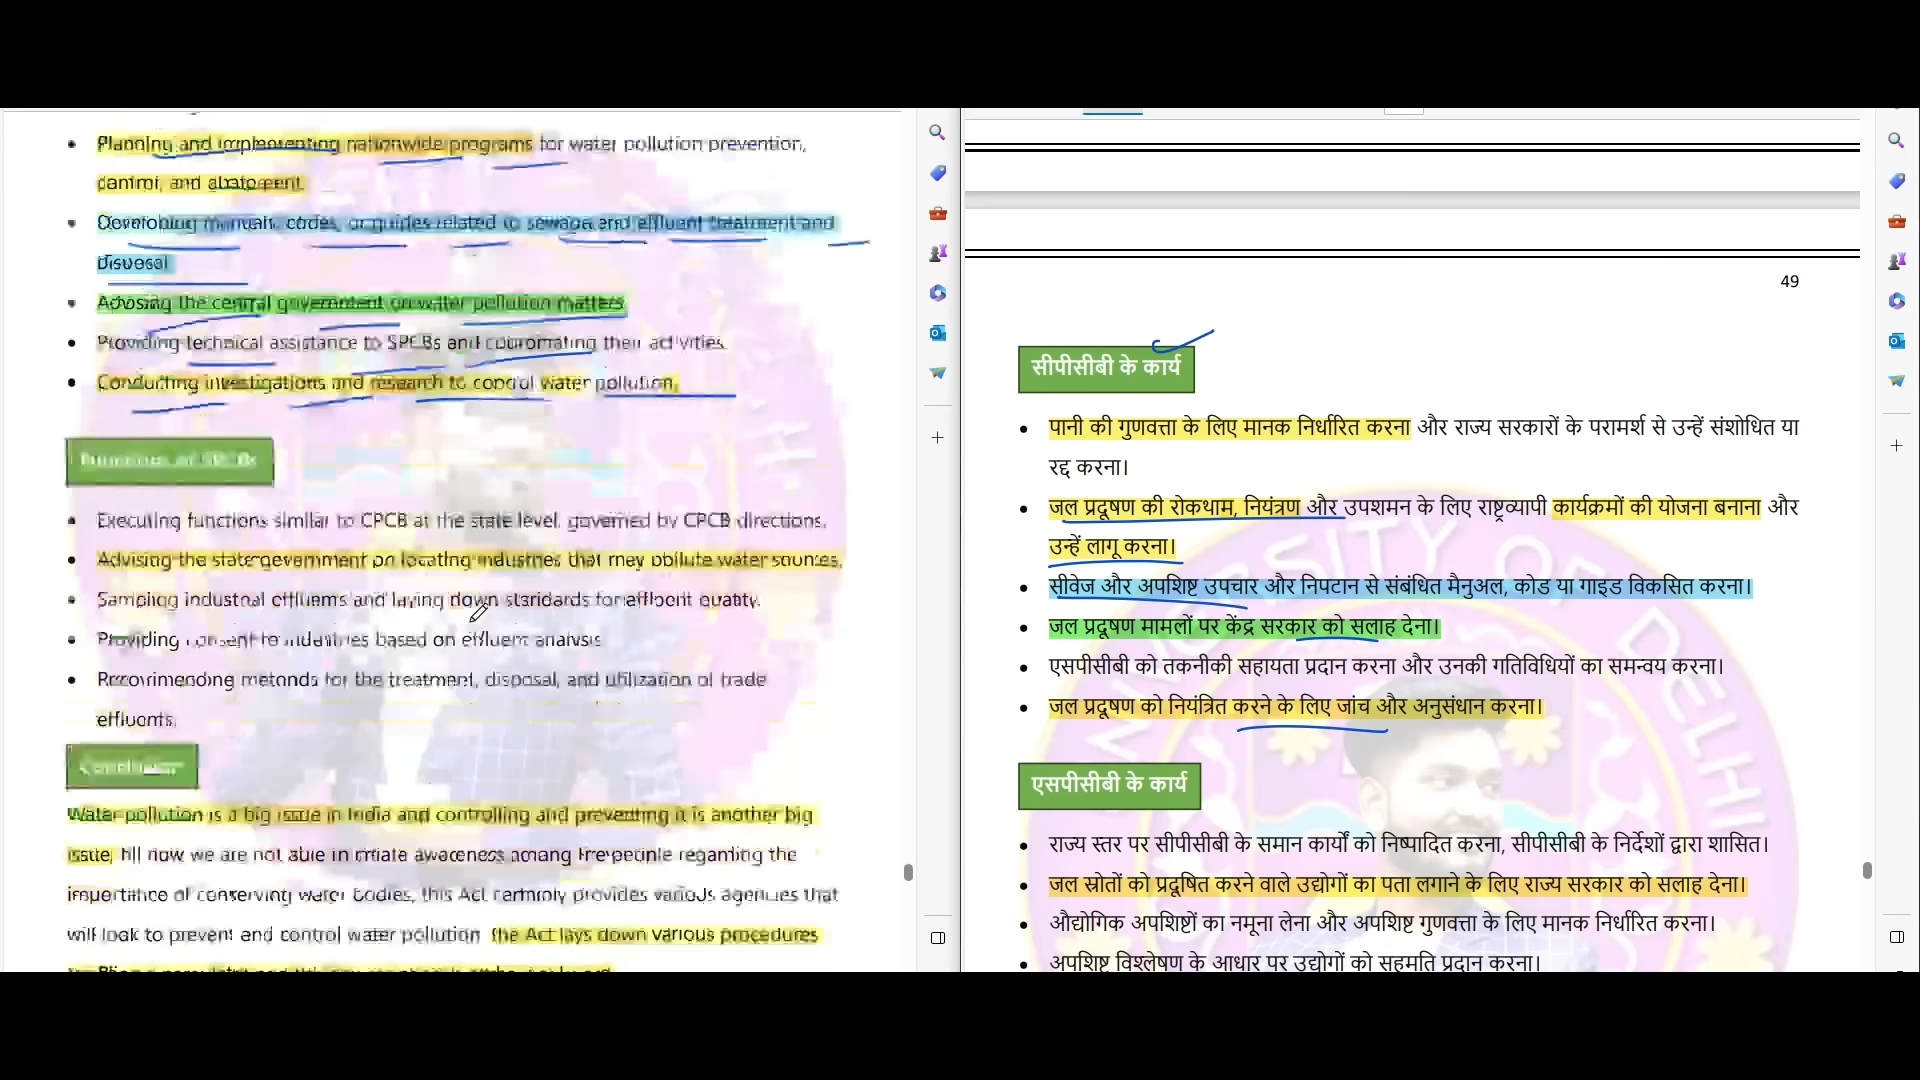 Planning and implementing nationwide programs for water pollution prevention,
control, and abatement.
Developing manuals, codes, or guides related to sewage and effluent treatment and
disposal.
Advising the central government on water pollution matters.
Providing technical assistance to SPCBs and coordinating their activities.
Conducting investigations and research to control water pollution.
Functions of SPCBs
Executing functions similar to CPCB at the state level, governed by CPCB directions.
Advising the state government on locating industries that may pollute water sources.
Sampling industrial effluents and laying down standards for effluent quality.
Providing consent to industries based on effluent analysis.
Recommending methods for the treatment, disposal, and utilization of trade
effluents.
Conclusion
Water pollution is a big issue in India and controlling and preventing it is another big
issue, till now we are not able to create awareness among the people regarding the
importance of conserving water bodies, this Act certainly provides various agencies that
will look to prevent and control water pollution the Act lays down various procedures
49
सीपीसीबी के कार्य
पानी की गुणवत्ता के लिए मानक निर्धारित करना और राज्य सरकारों के परामर्श से उन्हें संशोधित या
रद्द करना।
जल प्रदूषण की रोकथाम, नियंत्रण और उपशमन के लिए राष्ट्रव्यापी कार्यक्रमों की योजना बनाना और
उन्हें लागू करना।
सीवेज और अपशिष्ट उपचार और निपटान से संबंधित मैनुअल, कोड या गाइड विकसित करना।
जल प्रदूषण मामलों पर केंद्र सरकार को सलाह देना।
एसपीसीबी को तकनीकी सहायता प्रदान करना और उनकी गतिविधियों का समन्वय करना।
जल प्रदूषण को नियंत्रित करने के लिए जांच और अनुसंधान करना।
एसपीसीबी के कार्य
राज्य स्तर पर सीपीसीबी के समान कार्यों को निष्पादित करना, सीपीसीबी के निर्देशों द्वारा शासित।
जल स्रोतों को प्रदूषित करने वाले उद्योगों का पता लगाने के लिए राज्य सरकार को सलाह देना।
औद्योगिक अपशिष्टों का नमूना लेना और अपशिष्ट गुणवत्ता के लिए मानक निर्धारित करना।
अपशिष्ट विश्लेषण के आधार पर उद्योगों को सहमति प्रदान करना।
UNIVERSITY OF DELHI